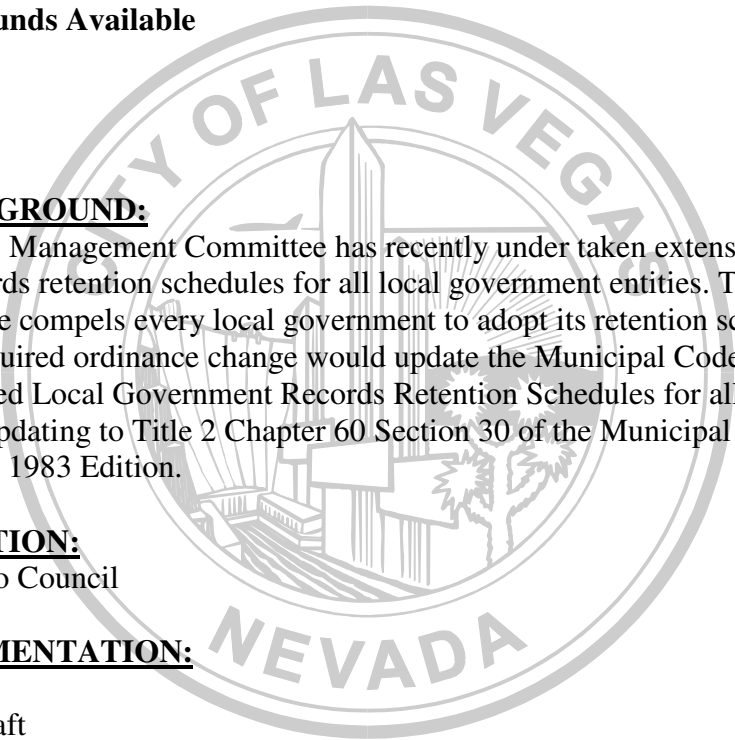 unds Available
CITY OF LAS VEGAS
GROUND:
Management Committee has recently under taken extens
ds retention schedules for all local government entities. T
e compels every local government to adopt its retention sc
uired ordinance change would update the Municipal Code
ed Local Government Records Retention Schedules for all
pdating to Title 2 Chapter 60 Section 30 of the Municipal
1983 Edition.
TION:
o Council
NEVADA
MENTATION:
aft